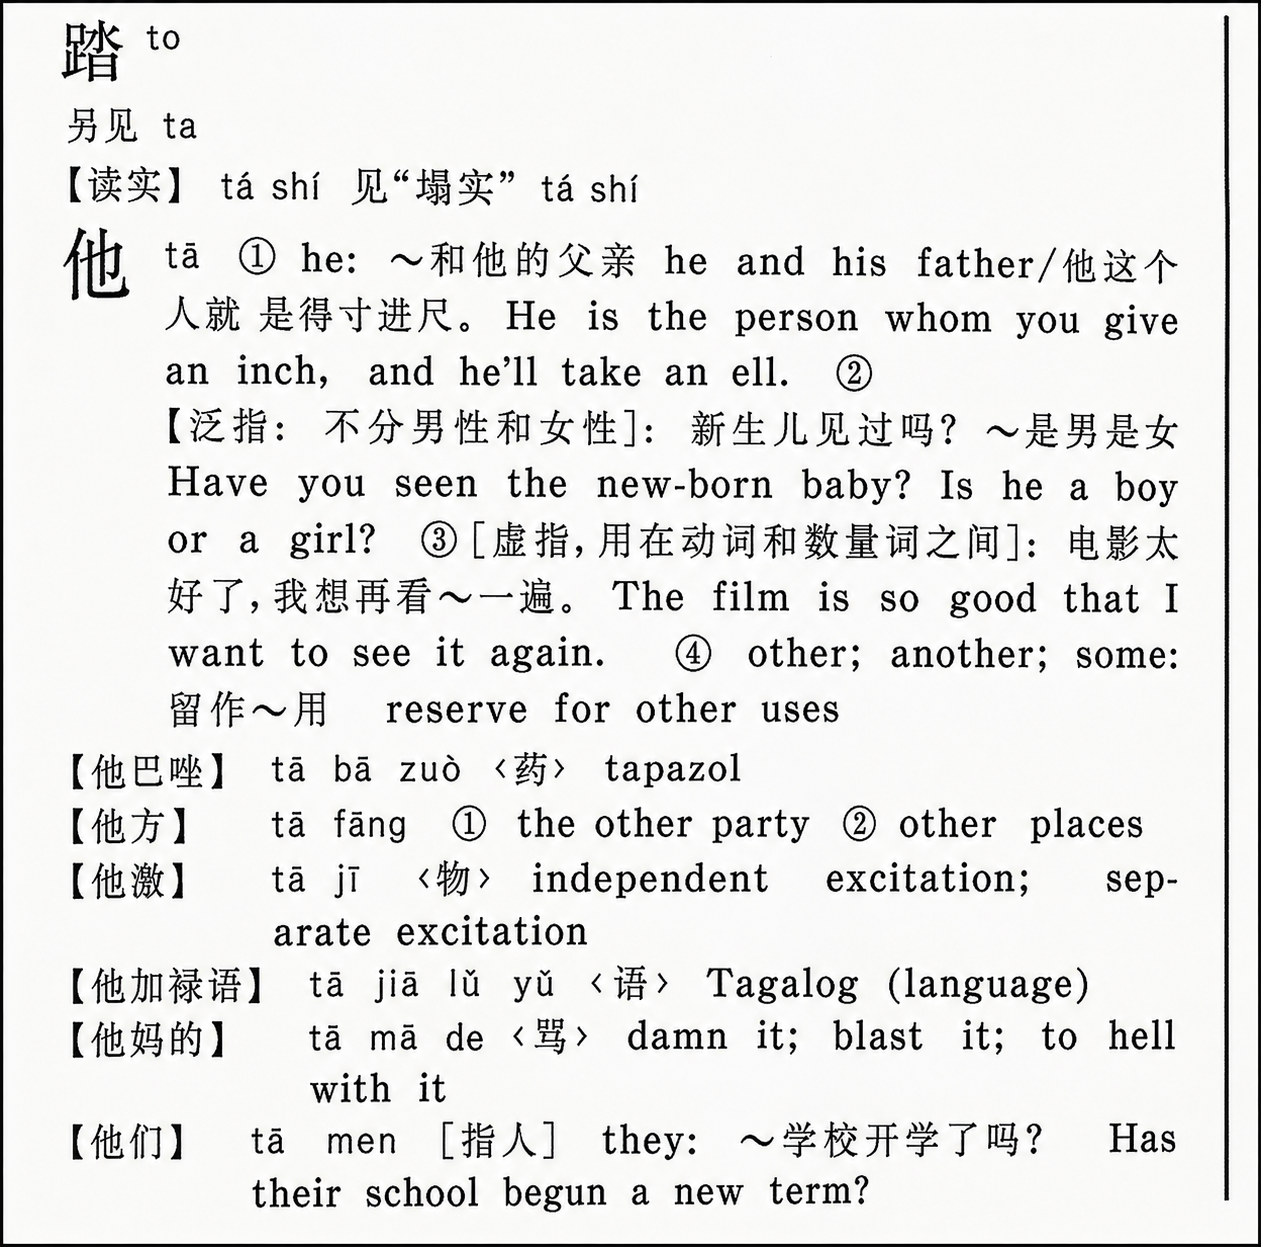 踏 to
另见 ta
【读实】 tá shí 见“塌实” tá shí
他 tā ① he: ～和他的父亲 he and his father/他这个
人就 是得寸进尺。 He is the person whom you give
an inch, and he’ll take an ell. ②
【泛指: 不分男性和女性]: 新生儿见过吗? ～是男是女
Have you seen the new-born baby? Is he a boy
or a girl? ③ [虚指,用在动词和数量词之间]: 电影太
好了,我想再看～一遍。 The film is so good that I
want to see it again. ④ other; another; some:
留作～用 reserve for other uses
【他巴唑】 tā bā zuò 〈药〉 tapazol
【他方】 tā fāng ① the other party ② other places
【他激】 tā jī 〈物〉 independent excitation; sep-
arate excitation
【他加禄语】 tā jiā lǔ yǔ 〈语〉 Tagalog (language)
【他妈的】 tā mā de 〈骂〉 damn it; blast it; to hell
with it
【他们】 tā men [指人] they: ～学校开学了吗? Has
their school begun a new term?